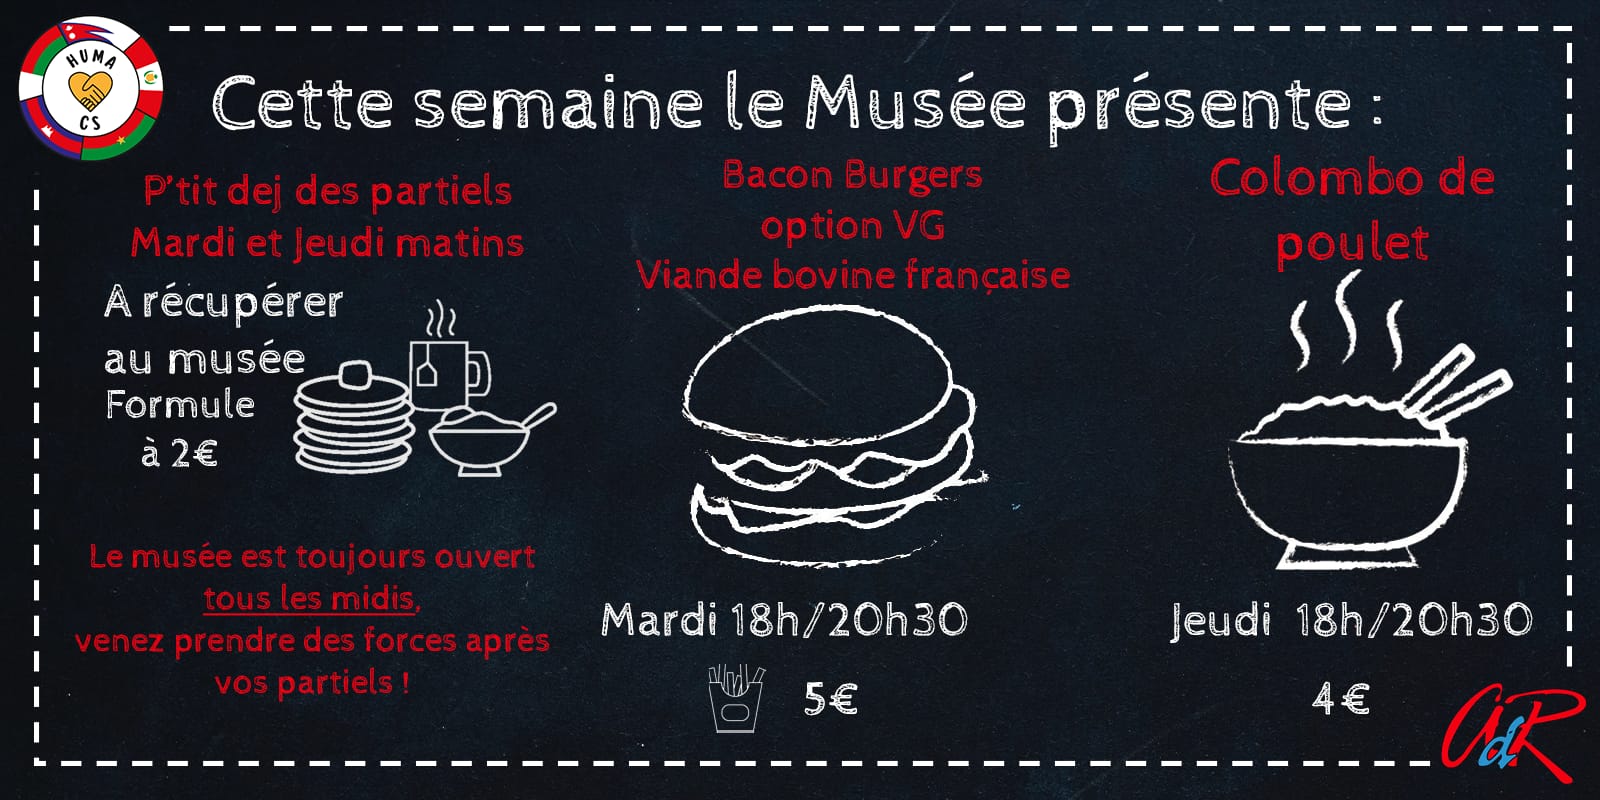 HUMA
CS
Cette semaine le Musée présente :
P'tit dej des partiels
Mardi et Jeudi matins
A récupérer
au musée
Formule
à 2€
Le musée est toujours ouvert
tous les midis,
venez prendre des forces après
vos partiels !
Bacon Burgers
option VG
Viande bovine française
Mardi 18h/20h30
5€
Colombo de
poulet
Jeudi 18h/20h30
4€
AdR